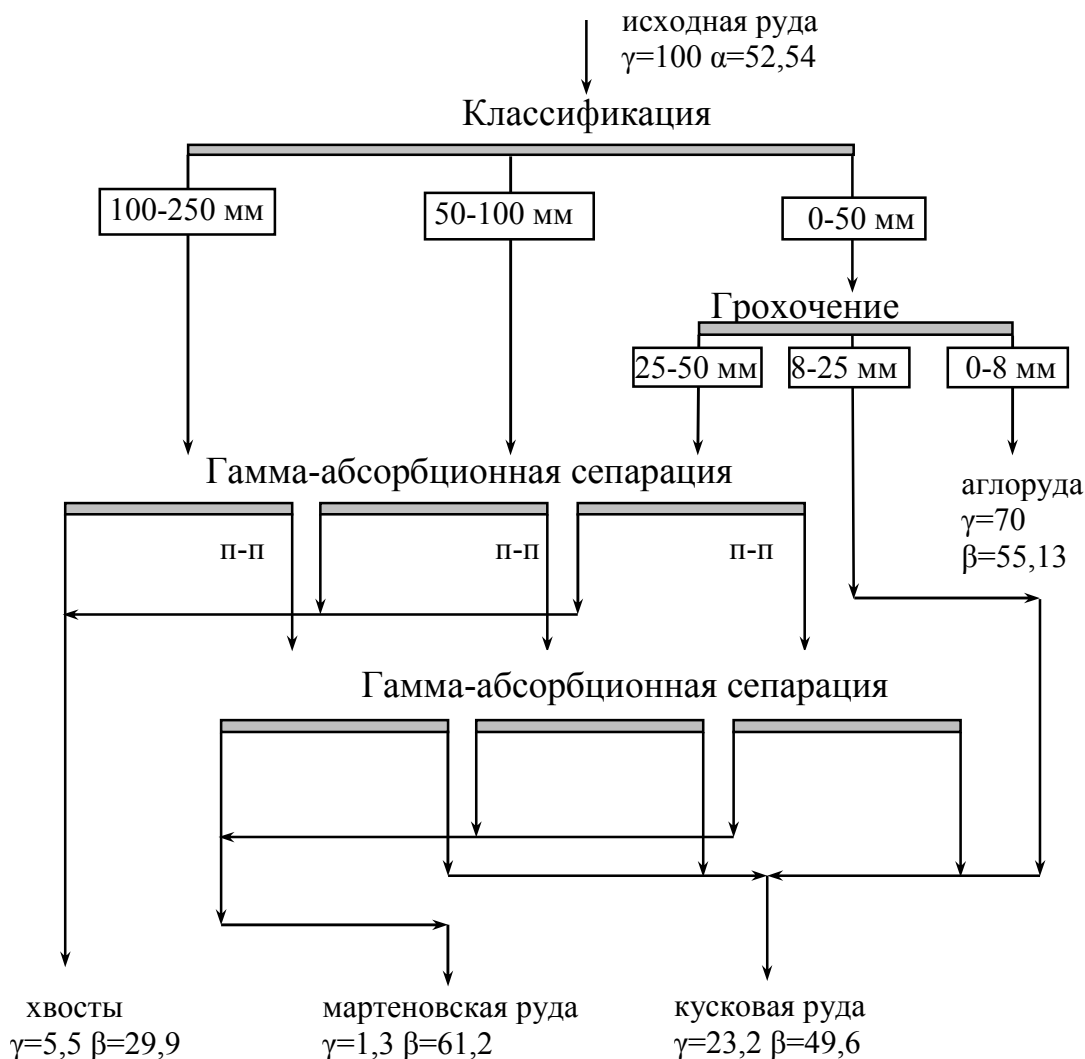 исходная руда
γ=100 α=52,54
Классификация
100-250 мм
50-100 мм
0-50 мм
Грохочение
25-50 мм
8-25 мм
0-8 мм
Гамма-абсорбционная сепарация
аглоруда
γ=70
β=55,13
п-п
п-п
п-п
Гамма-абсорбционная сепарация
хвосты
γ=5,5 β=29,9
мартеновская руда
γ=1,3 β=61,2
кусковая руда
γ=23,2 β=49,6